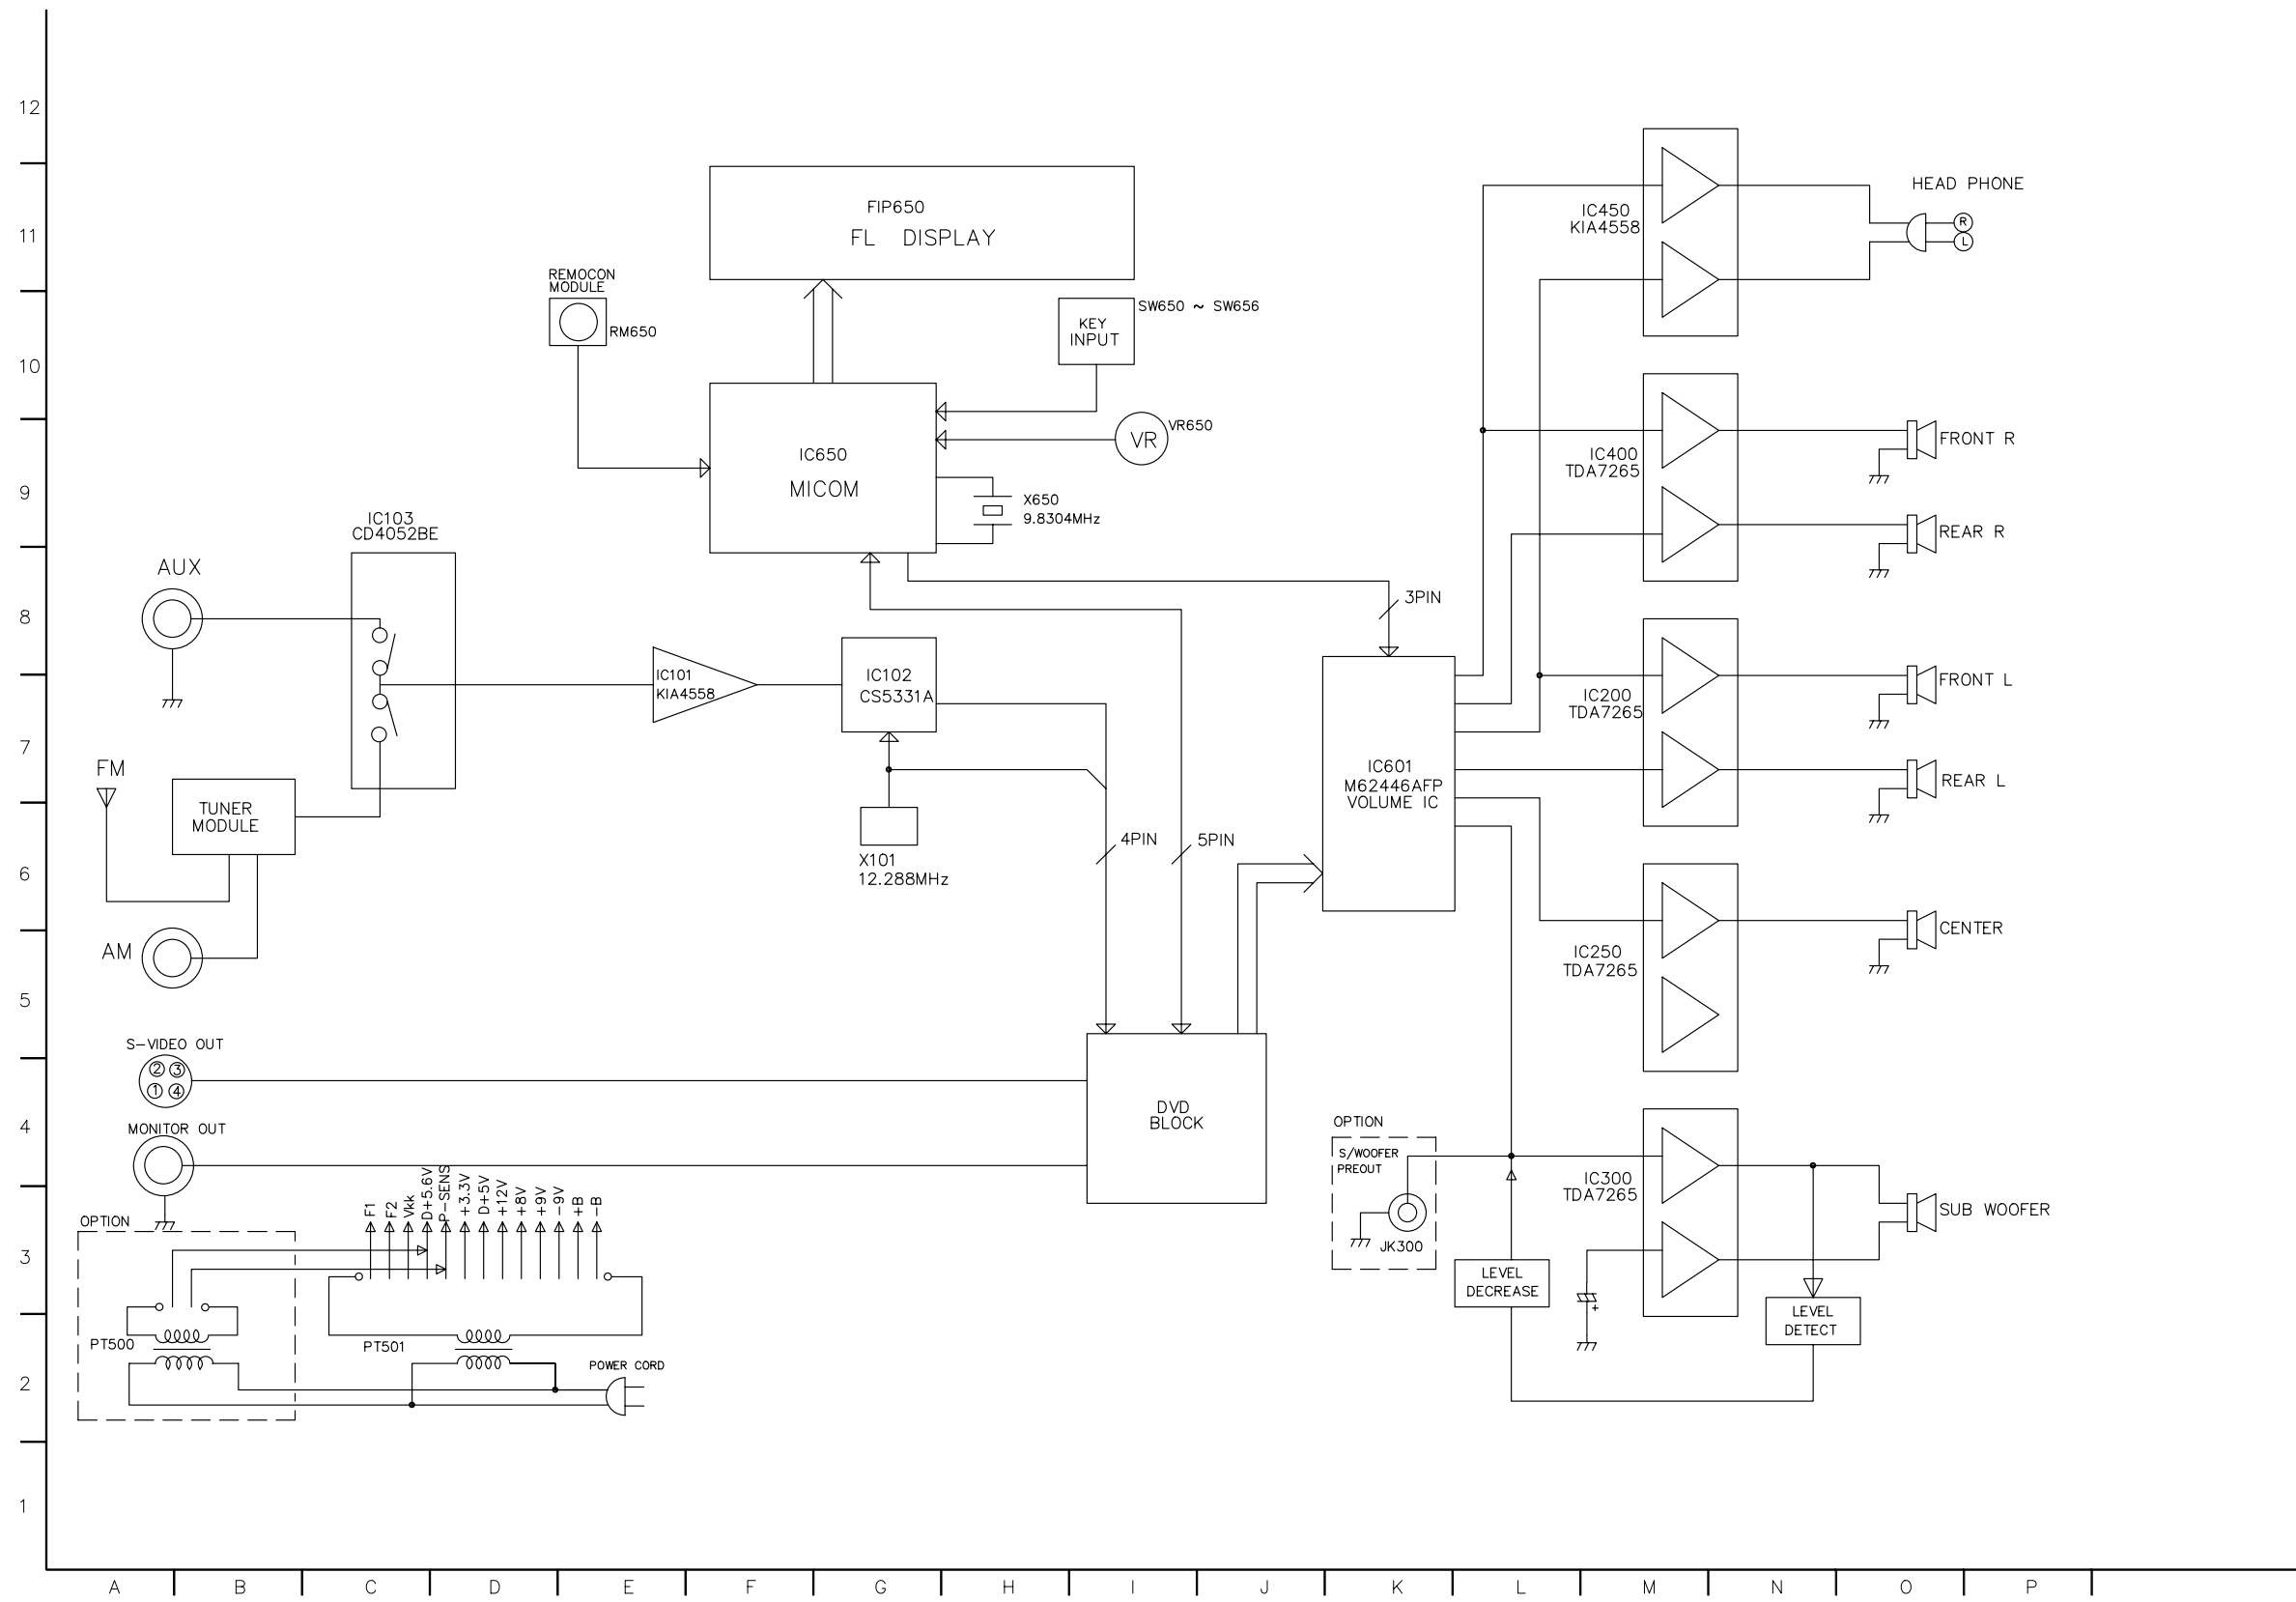 12
11
10
9
8
7
6
5
4
3
2
1
A B C D E F G H I J K L M N O P
FIP650
FL DISPLAY
REMOCON
MODULE
RM650
KEY
INPUT
SW650 ~ SW656
IC650
MICOM
VR
VR650
X650
9.8304MHz
IC103
CD4052BE
AUX
FM
TUNER
MODULE
AM
IC101
KIA4558
IC102
CS5331A
X101
12.288MHz
4PIN
5PIN
3PIN
IC601
M62446AFP
VOLUME IC
IC450
KIA4558
HEAD PHONE
R
L
IC400
TDA7265
FRONT R
REAR R
IC200
TDA7265
FRONT L
REAR L
IC250
TDA7265
CENTER
S-VIDEO OUT
2 3
1 4
MONITOR OUT
DVD
BLOCK
OPTION
S/WOOFER
PREOUT
JK300
LEVEL
DECREASE
IC300
TDA7265
+
SUB WOOFER
LEVEL
DETECT
OPTION
PT500
F1
F2
Vkk
D+5.6V
P-SENS
+3.3V
D+5V
+12V
+8V
+9V
-9V
+B
-B
PT501
POWER CORD